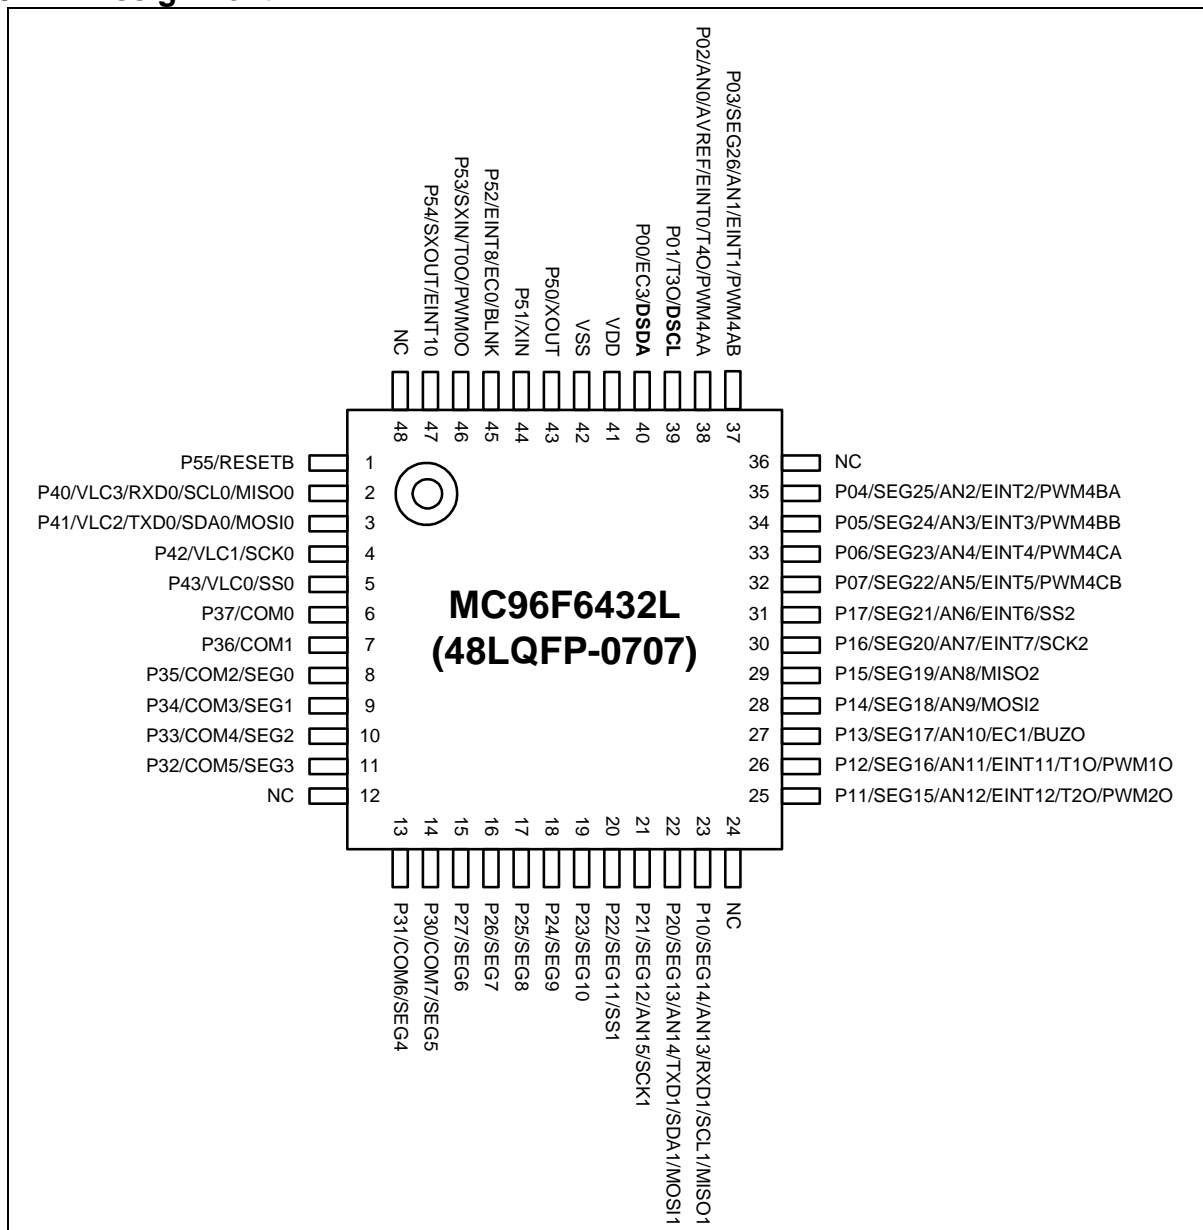 P02/AN0/AVREF/EINT0/T4O/PWM4AA
P03/SEG26/AN1/EINT1/PWM4AB
P54/SXOUT/EINT10
P53/SXIN/T0O/PWM0O
P52/EINT8/EC0/BLNK
P51/XIN
P50/XOUT
VSS
VDD
P00/EC3/DSDA
P01/T3O/DSCL
NC
48
47
46
45
44
43
42
41
40
39
38
37
P55/RESETB 1
P40/VLC3/RXD0/SCL0/MISO0 2
P41/VLC2/TXD0/SDA0/MOSI0 3
P42/VLC1/SCK0 4
P43/VLC0/SS0 5
P37/COM0 6
P36/COM1 7
P35/COM2/SEG0 8
P34/COM3/SEG1 9
P33/COM4/SEG2 10
P32/COM5/SEG3 11
NC 12
MC96F6432L
(48LQFP-0707)
36 NC
35 P04/SEG25/AN2/EINT2/PWM4BA
34 P05/SEG24/AN3/EINT3/PWM4BB
33 P06/SEG23/AN4/EINT4/PWM4CA
32 P07/SEG22/AN5/EINT5/PWM4CB
31 P17/SEG21/AN6/EINT6/SS2
30 P16/SEG20/AN7/EINT7/SCK2
29 P15/SEG19/AN8/MISO2
28 P14/SEG18/AN9/MOSI2
27 P13/SEG17/AN10/EC1/BUZO
26 P12/SEG16/AN11/EINT11/T1O/PWM1O
25 P11/SEG15/AN12/EINT12/T2O/PWM2O
13
14
15
16
17
18
19
20
21
22
23
24
P31/COM6/SEG4
P30/COM7/SEG5
P27/SEG6
P26/SEG7
P25/SEG8
P24/SEG9
P23/SEG10
P22/SEG11/SS1
P21/SEG12/AN15/SCK1
P20/SEG13/AN14/TXD1/SDA1/MOSI1
P10/SEG14/AN13/RXD1/SCL1/MISO1
NC